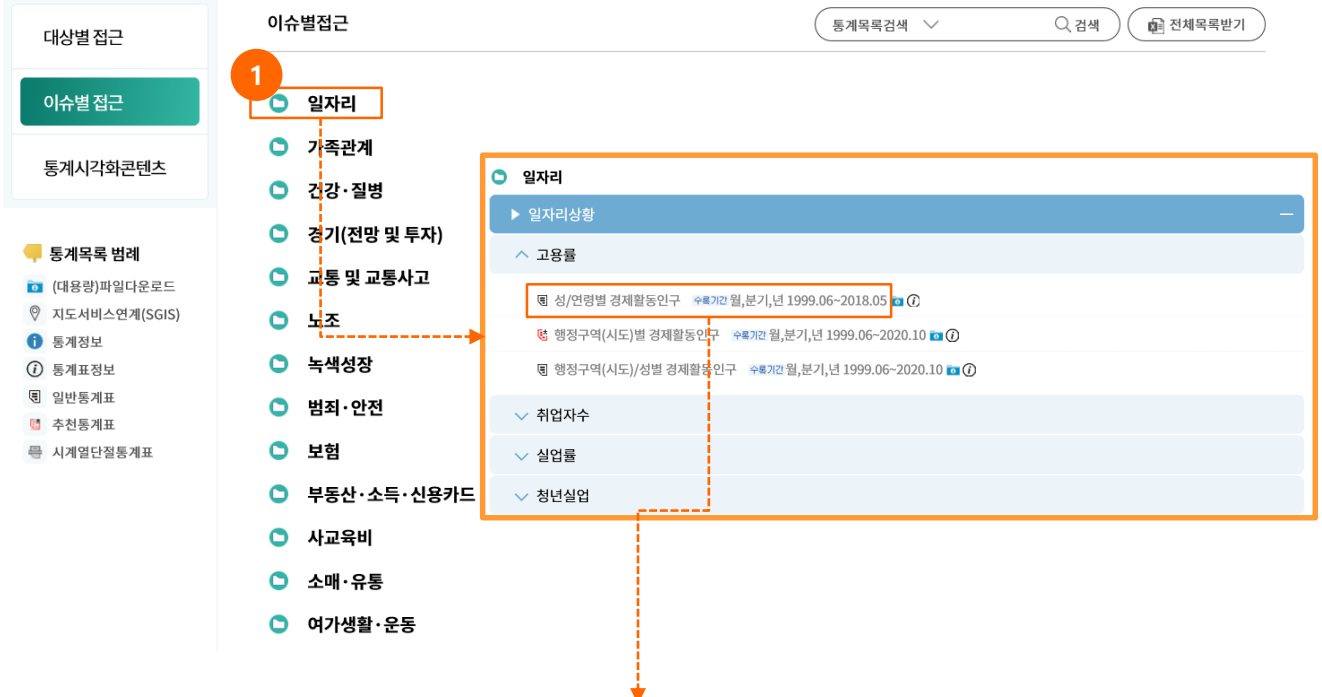 대상별 접근
이슈별 접근
통계시각화콘텐츠
통계목록 범례
(대용량)파일다운로드
지도서비스연계(SGIS)
통계정보
통계표정보
일반통계표
추천통계표
시계열단절통계표
이슈별접근
통계목록검색 검색 전체목록받기
1
일자리
가족관계
건강·질병
경기(전망 및 투자)
교통 및 교통사고
노조
녹색성장
범죄·안전
보험
부동산·소득·신용카드
사교육비
소매·유통
여가생활·운동
일자리
일자리상황
고용률
성/연령별 경제활동인구 수록기간 월,분기,년 1999.06~2018.05
행정구역(시도)별 경제활동인구 수록기간 월,분기,년 1999.06~2020.10
행정구역(시도)/성별 경제활동인구 수록기간 월,분기,년 1999.06~2020.10
취업자수
실업률
청년실업